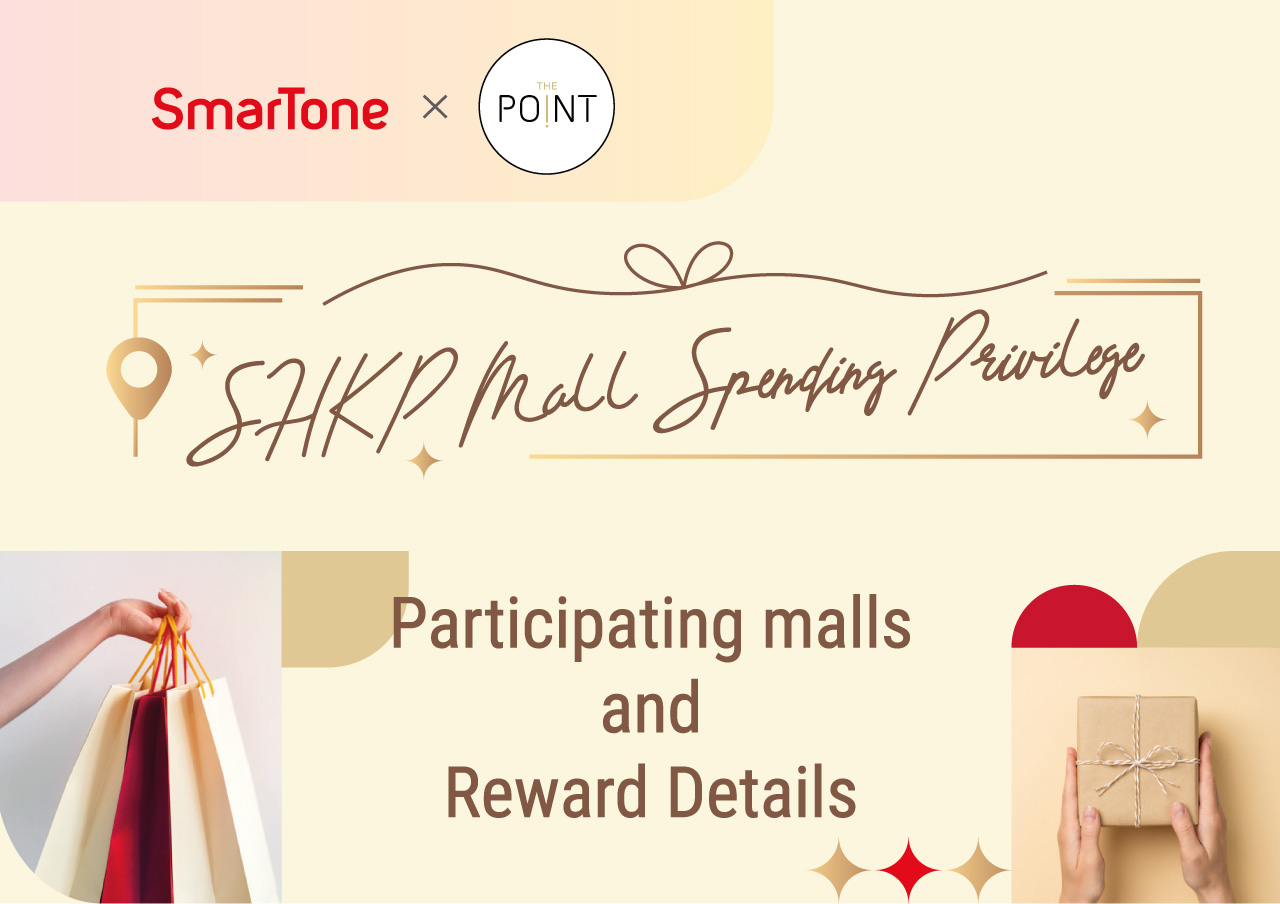 SmarTone × THE POINT
SHKP Mall Spending Privilege
Participating malls
and
Reward Details